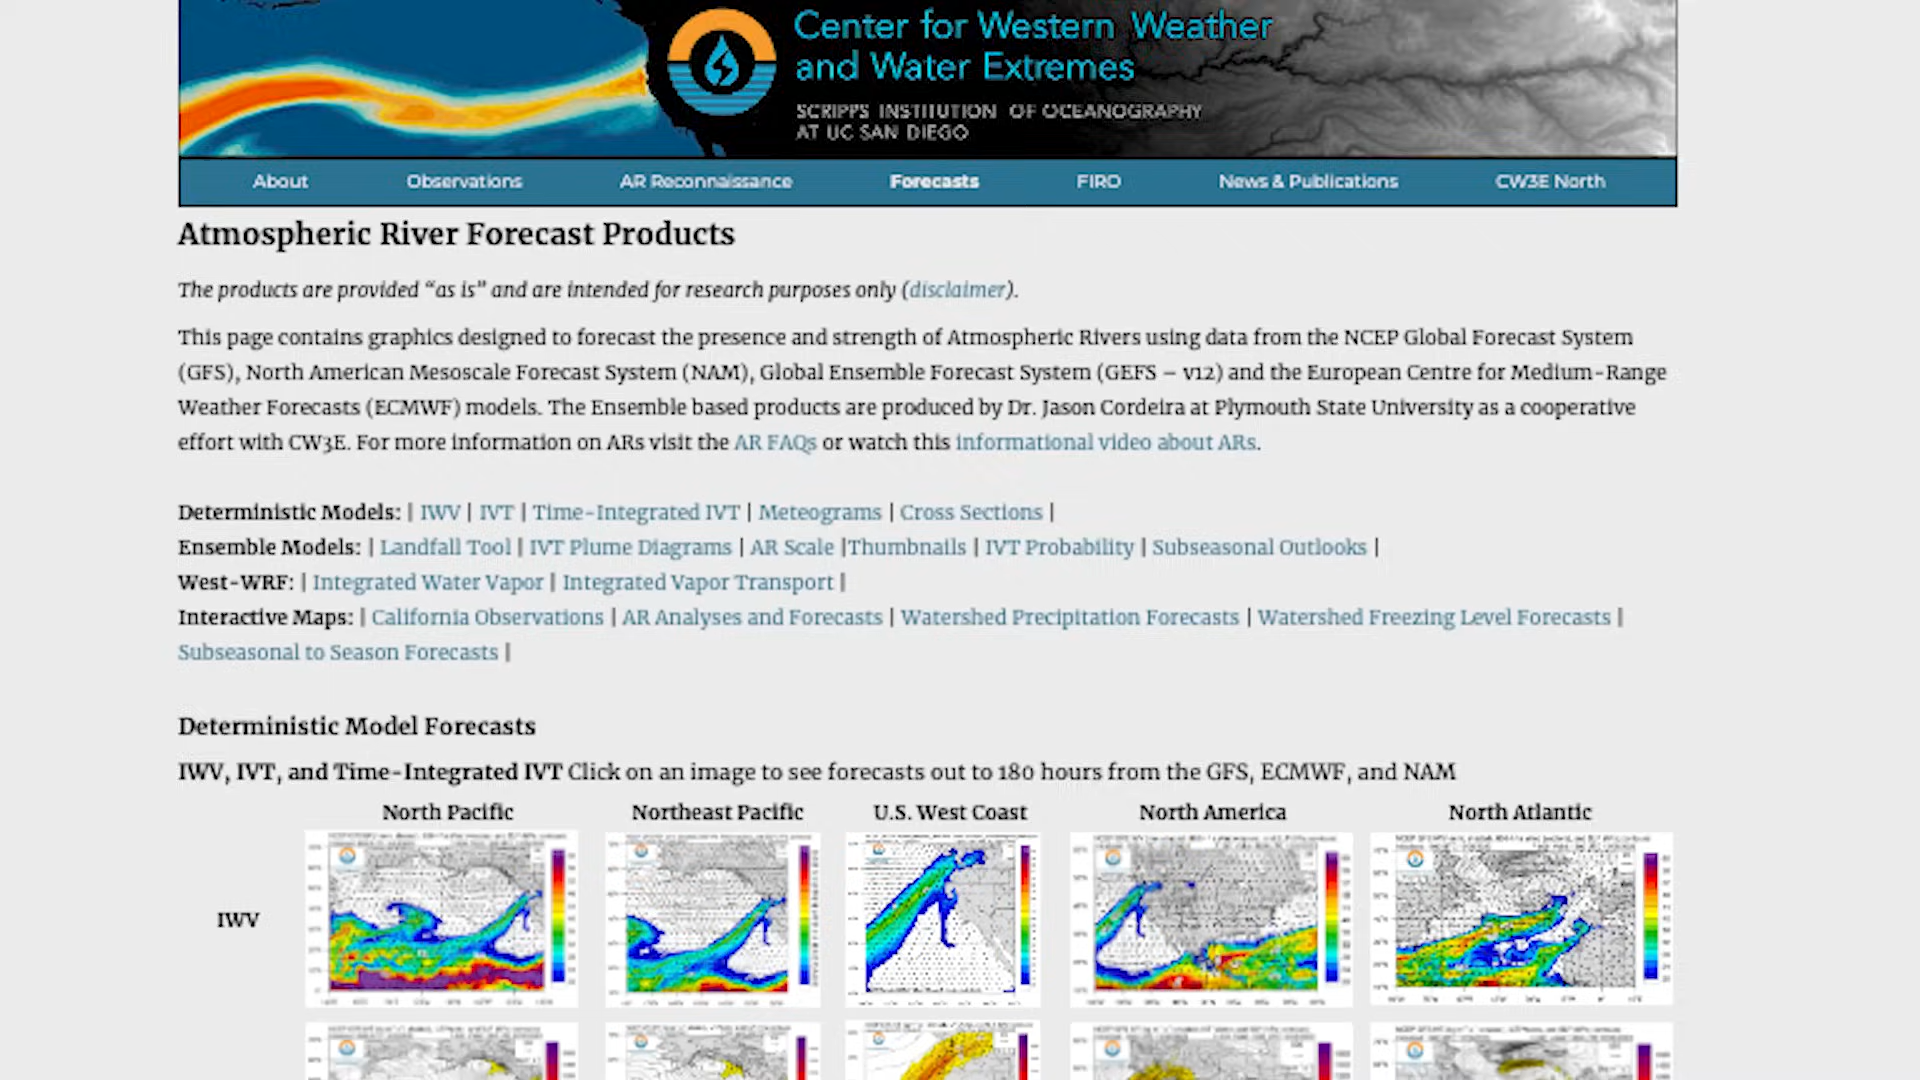 Center for Western Weather
and Water Extremes
SCRIPPS INSTITUTION OF OCEANOGRAPHY
AT UC SAN DIEGO
About Observations AR Reconnaissance Forecasts FIRO News & Publications CW3E North
Atmospheric River Forecast Products
The products are provided “as is” and are intended for research purposes only (disclaimer).
This page contains graphics designed to forecast the presence and strength of Atmospheric Rivers using data from the NCEP Global Forecast System
(GFS), North American Mesoscale Forecast System (NAM), Global Ensemble Forecast System (GEFS – v12) and the European Centre for Medium-Range
Weather Forecasts (ECMWF) models. The Ensemble based products are produced by Dr. Jason Cordeira at Plymouth State University as a cooperative
effort with CW3E. For more information on ARs visit the AR FAQs or watch this informational video about ARs.
Deterministic Models: | IWV | IVT | Time-Integrated IVT | Meteograms | Cross Sections |
Ensemble Models: | Landfall Tool | IVT Plume Diagrams | AR Scale |Thumbnails | IVT Probability | Subseasonal Outlooks |
West-WRF: | Integrated Water Vapor | Integrated Vapor Transport |
Interactive Maps: | California Observations | AR Analyses and Forecasts | Watershed Precipitation Forecasts | Watershed Freezing Level Forecasts |
Subseasonal to Season Forecasts |
Deterministic Model Forecasts
IWV, IVT, and Time-Integrated IVT Click on an image to see forecasts out to 180 hours from the GFS, ECMWF, and NAM
North Pacific Northeast Pacific U.S. West Coast North America North Atlantic
IWV